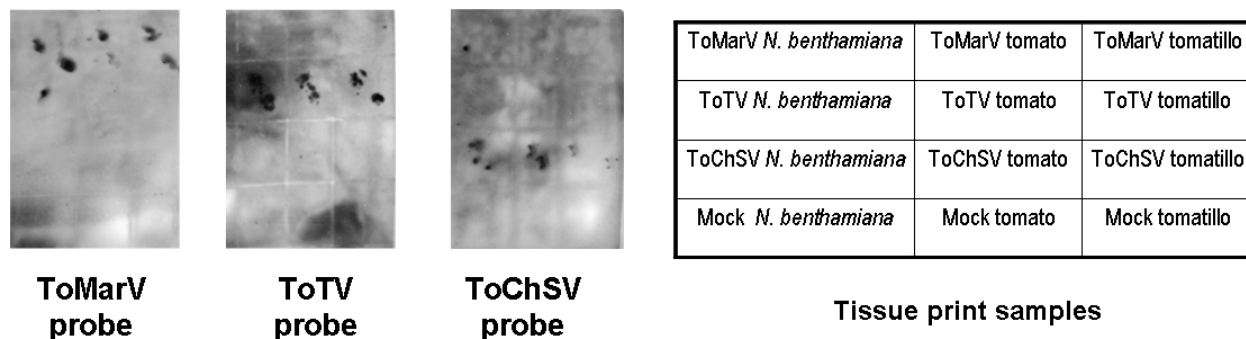 ToMarV N. benthamiana ToMarV tomato ToMarV tomatillo
ToTV N. benthamiana ToTV tomato ToTV tomatillo
ToChSV N. benthamiana ToChSV tomato ToChSV tomatillo
Mock N. benthamiana Mock tomato Mock tomatillo
ToMarV
probe
ToTV
probe
ToChSV
probe
Tissue print samples